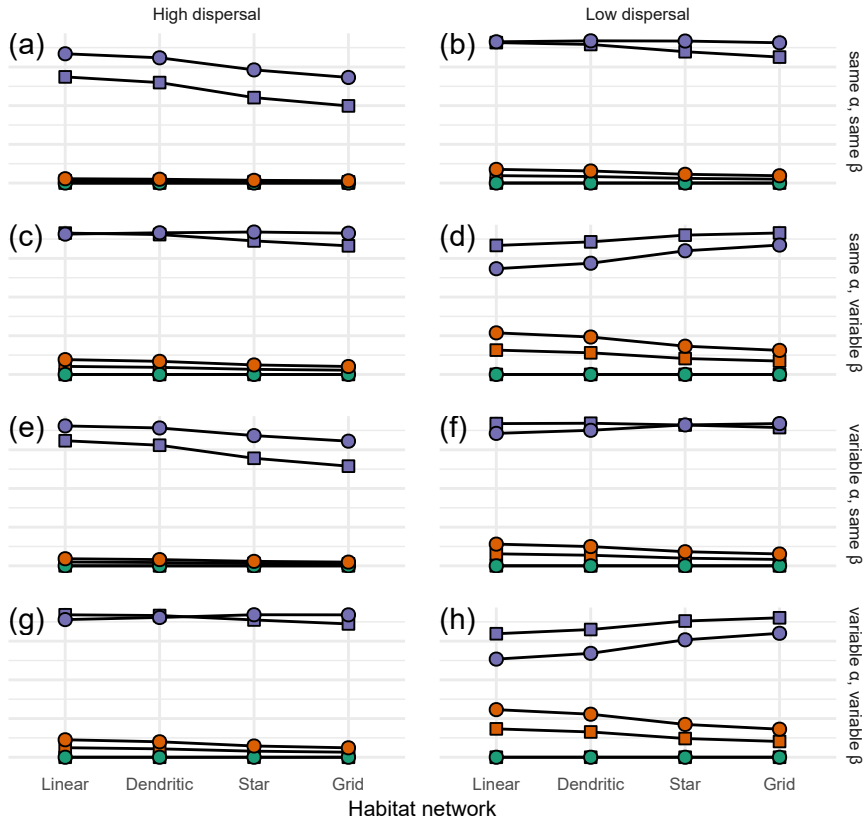 High dispersal
Low dispersal
(a)
(b)
same α, same β
(c)
(d)
same α, variable β
(e)
(f)
variable α, same β
(g)
(h)
variable α, variable β
Linear Dendritic Star Grid
Linear Dendritic Star Grid
Habitat network